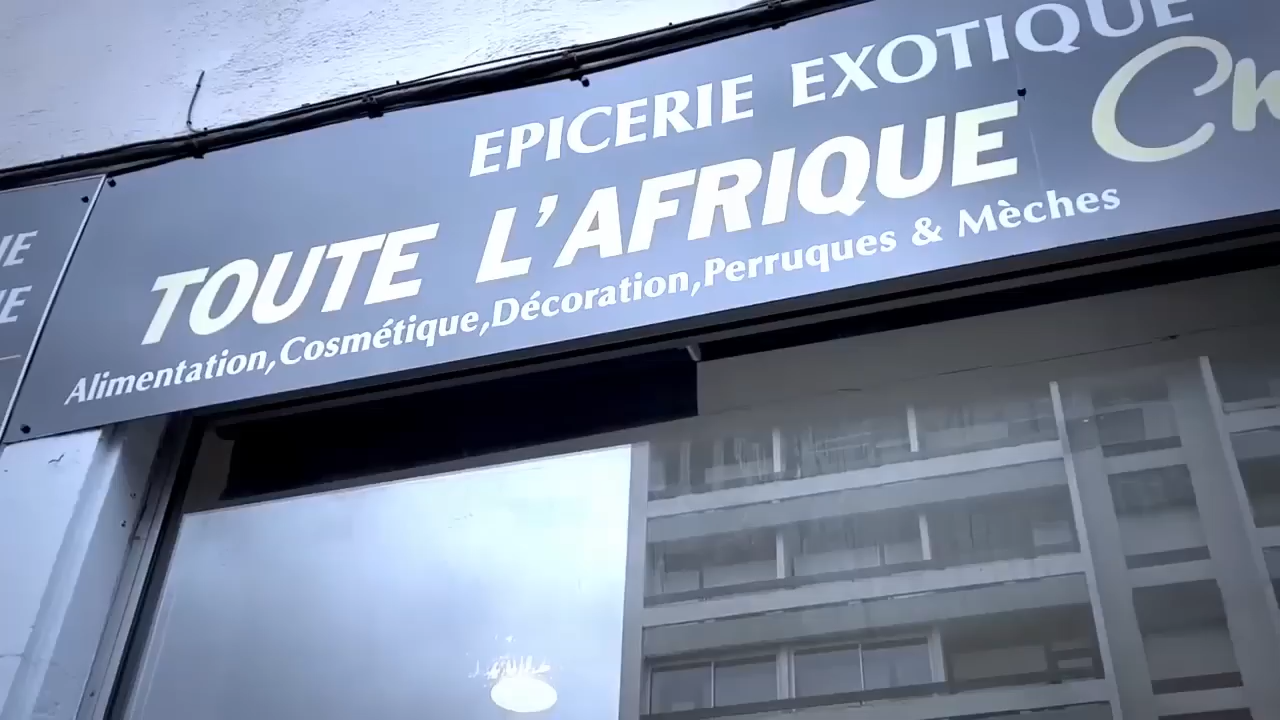 EPICERIE EXOTIQUE
TOUTE L'AFRIQUE
Alimentation,Cosmétique,Décoration,Perruques & Mèches